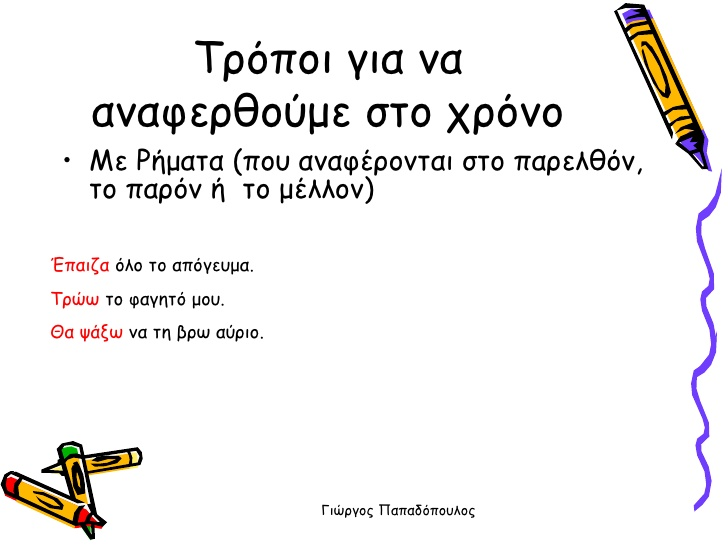 Τρόποι για να
αναφερθούμε στο χρόνο
• Με Ρήματα (που αναφέρονται στο παρελθόν,
το παρόν ή το μέλλον)
Έπαιζα όλο το απόγευμα.
Τρώω το φαγητό μου.
Θα ψάξω να τη βρω αύριο.
Γιώργος Παπαδόπουλος